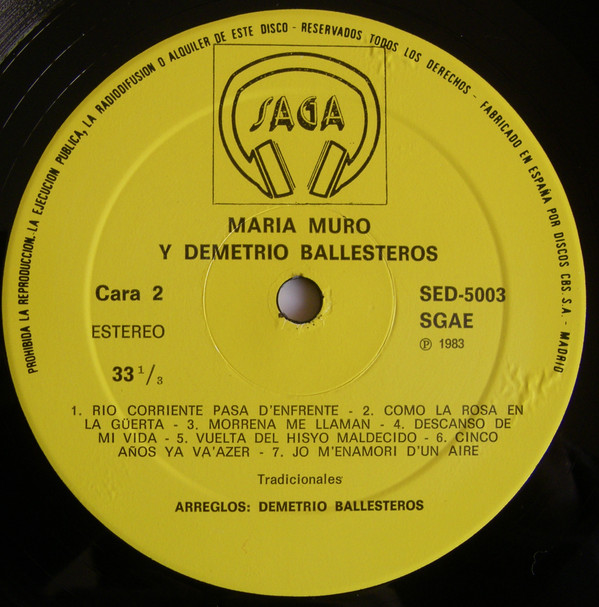 PROHIBIDA LA REPRODUCCION, LA EJECUCION PUBLICA, LA RADIODIFUSION O ALQUILER DE ESTE DISCO - RESERVADOS TODOS LOS DERECHOS - FABRICADO EN ESPAÑA POR DISCOS CBS. S.A. - MADRID
SAGA
MARIA MURO
Y DEMETRIO BALLESTEROS
Cara 2
ESTEREO
33 1/3
SED-5003
SGAE
℗ 1983
1. RIO CORRIENTE PASA D'ENFRENTE - 2. COMO LA ROSA EN
LA GÜERTA - 3. MORRENA ME LLAMAN - 4. DESCANSO DE
MI VIDA - 5. VUELTA DEL HISYO MALDECIDO - 6. CINCO
AÑOS YA VA'AZER - 7. JO M'ENAMORI D'UN AIRE
Tradicionales
ARREGLOS: DEMETRIO BALLESTEROS